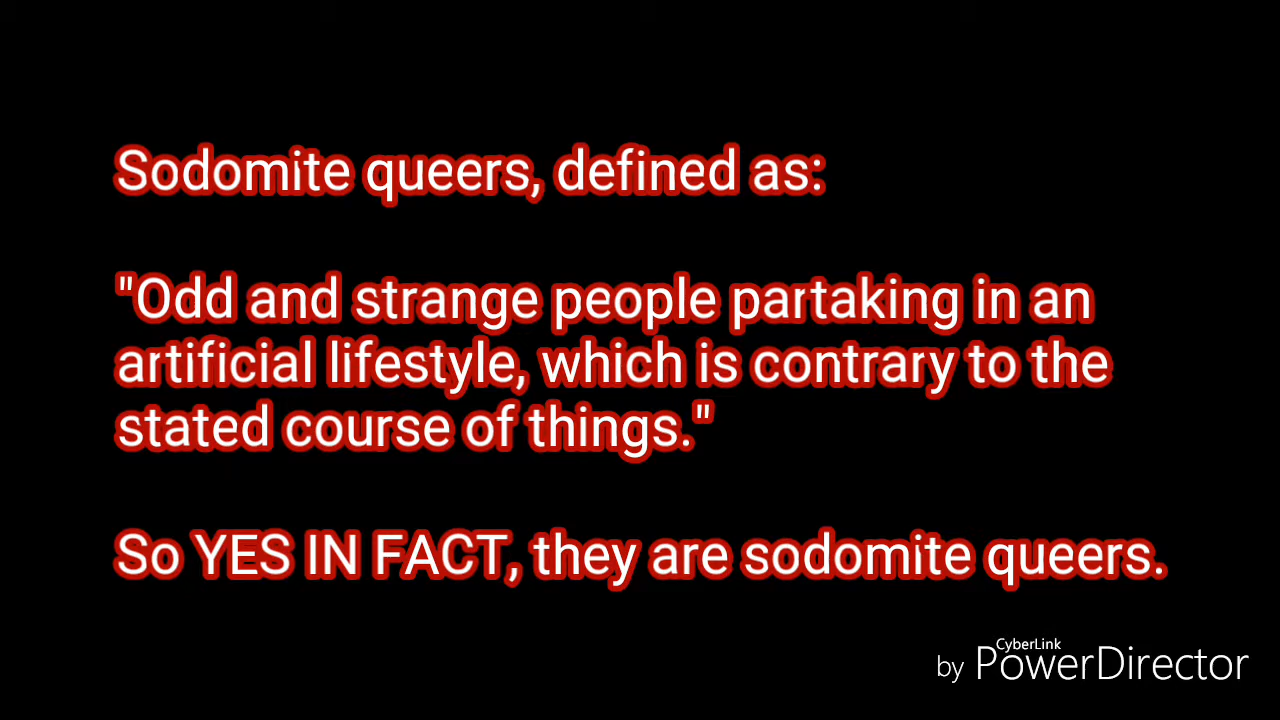 Sodomite queers, defined as:
"Odd and strange people partaking in an
artificial lifestyle, which is contrary to the
stated course of things."
So YES IN FACT, they are sodomite queers.
CyberLink
by PowerDirector